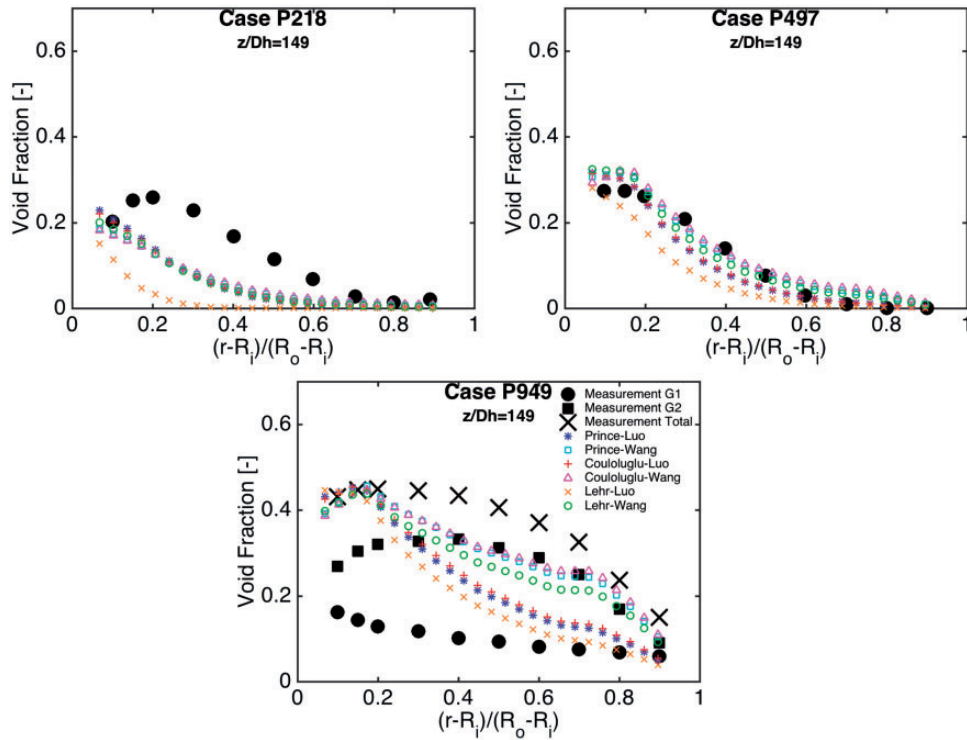 Case P218
z/Dh=149
Void Fraction [-]
0.6
0.4
0.2
0
0 0.2 0.4 0.6 0.8 1
(r-Ri)/(Ro-Ri)
Case P497
z/Dh=149
Void Fraction [-]
0.6
0.4
0.2
0
0 0.2 0.4 0.6 0.8 1
(r-Ri)/(Ro-Ri)
Case P949
z/Dh=149
Measurement G1
Measurement G2
Measurement Total
Prince-Luo
Prince-Wang
Couloluglu-Luo
Couloluglu-Wang
Lehr-Luo
Lehr-Wang
Void Fraction [-]
0.6
0.4
0.2
0
0 0.2 0.4 0.6 0.8 1
(r-Ri)/(Ro-Ri)